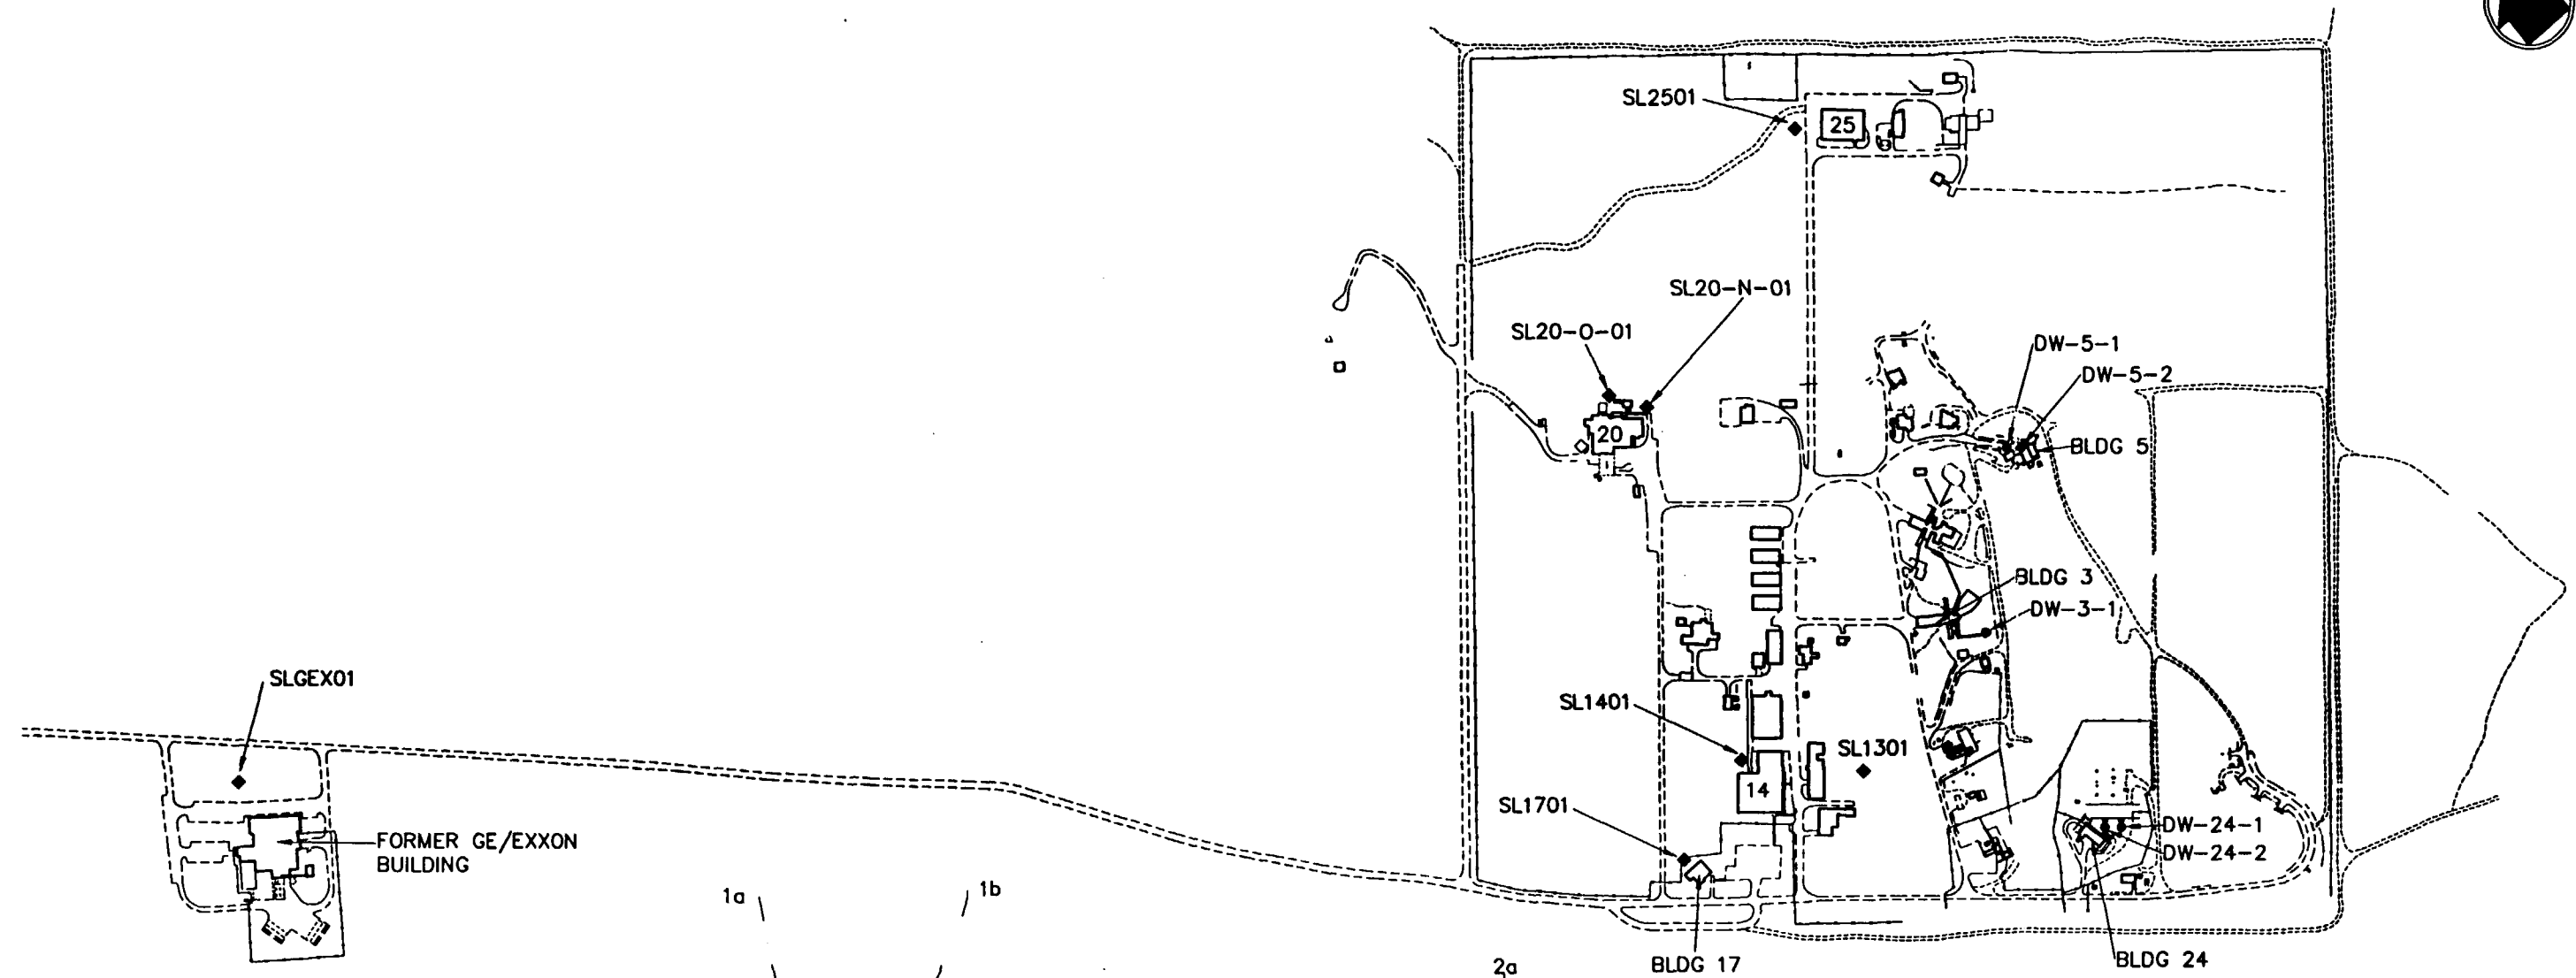 SL2501
25
SL20-N-01
SL20-O-01
DW-5-1
DW-5-2
20
BLDG 5
BLDG 3
DW-3-1
SLGEX01
SL1401
SL1301
14
SL1701
DW-24-1
FORMER GE/EXXON
BUILDING
DW-24-2
1a
1b
BLDG 17
2a
BLDG 24